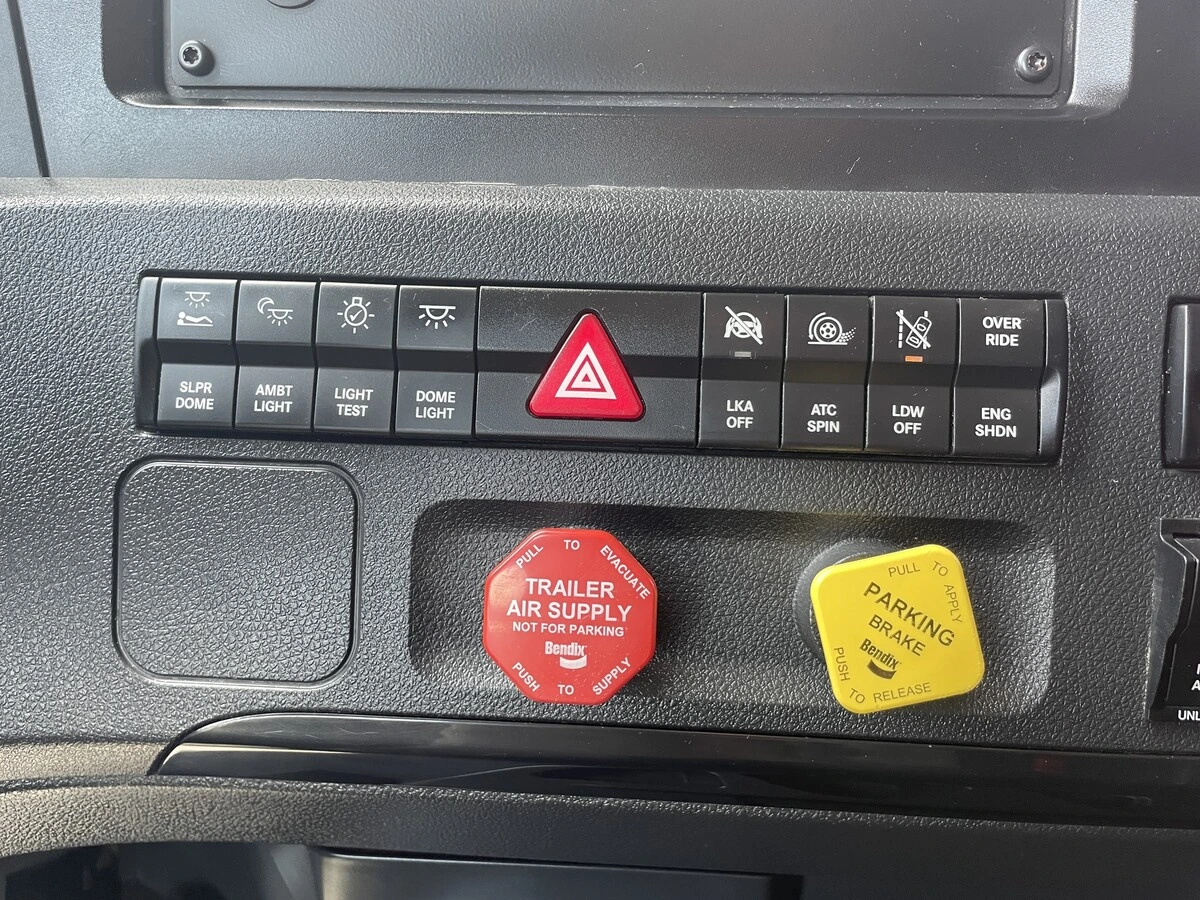 OVER
RIDE
SLPR
DOME
AMBT
LIGHT
LIGHT
TEST
DOME
LIGHT
LKA
OFF
ATC
SPIN
LDW
OFF
ENG
SHDN
PULL TO EVACUATE
TRAILER
AIR SUPPLY
NOT FOR PARKING
Bendix
PUSH TO SUPPLY
PULL TO APPLY
PARKING
BRAKE
Bendix
PUSH TO RELEASE